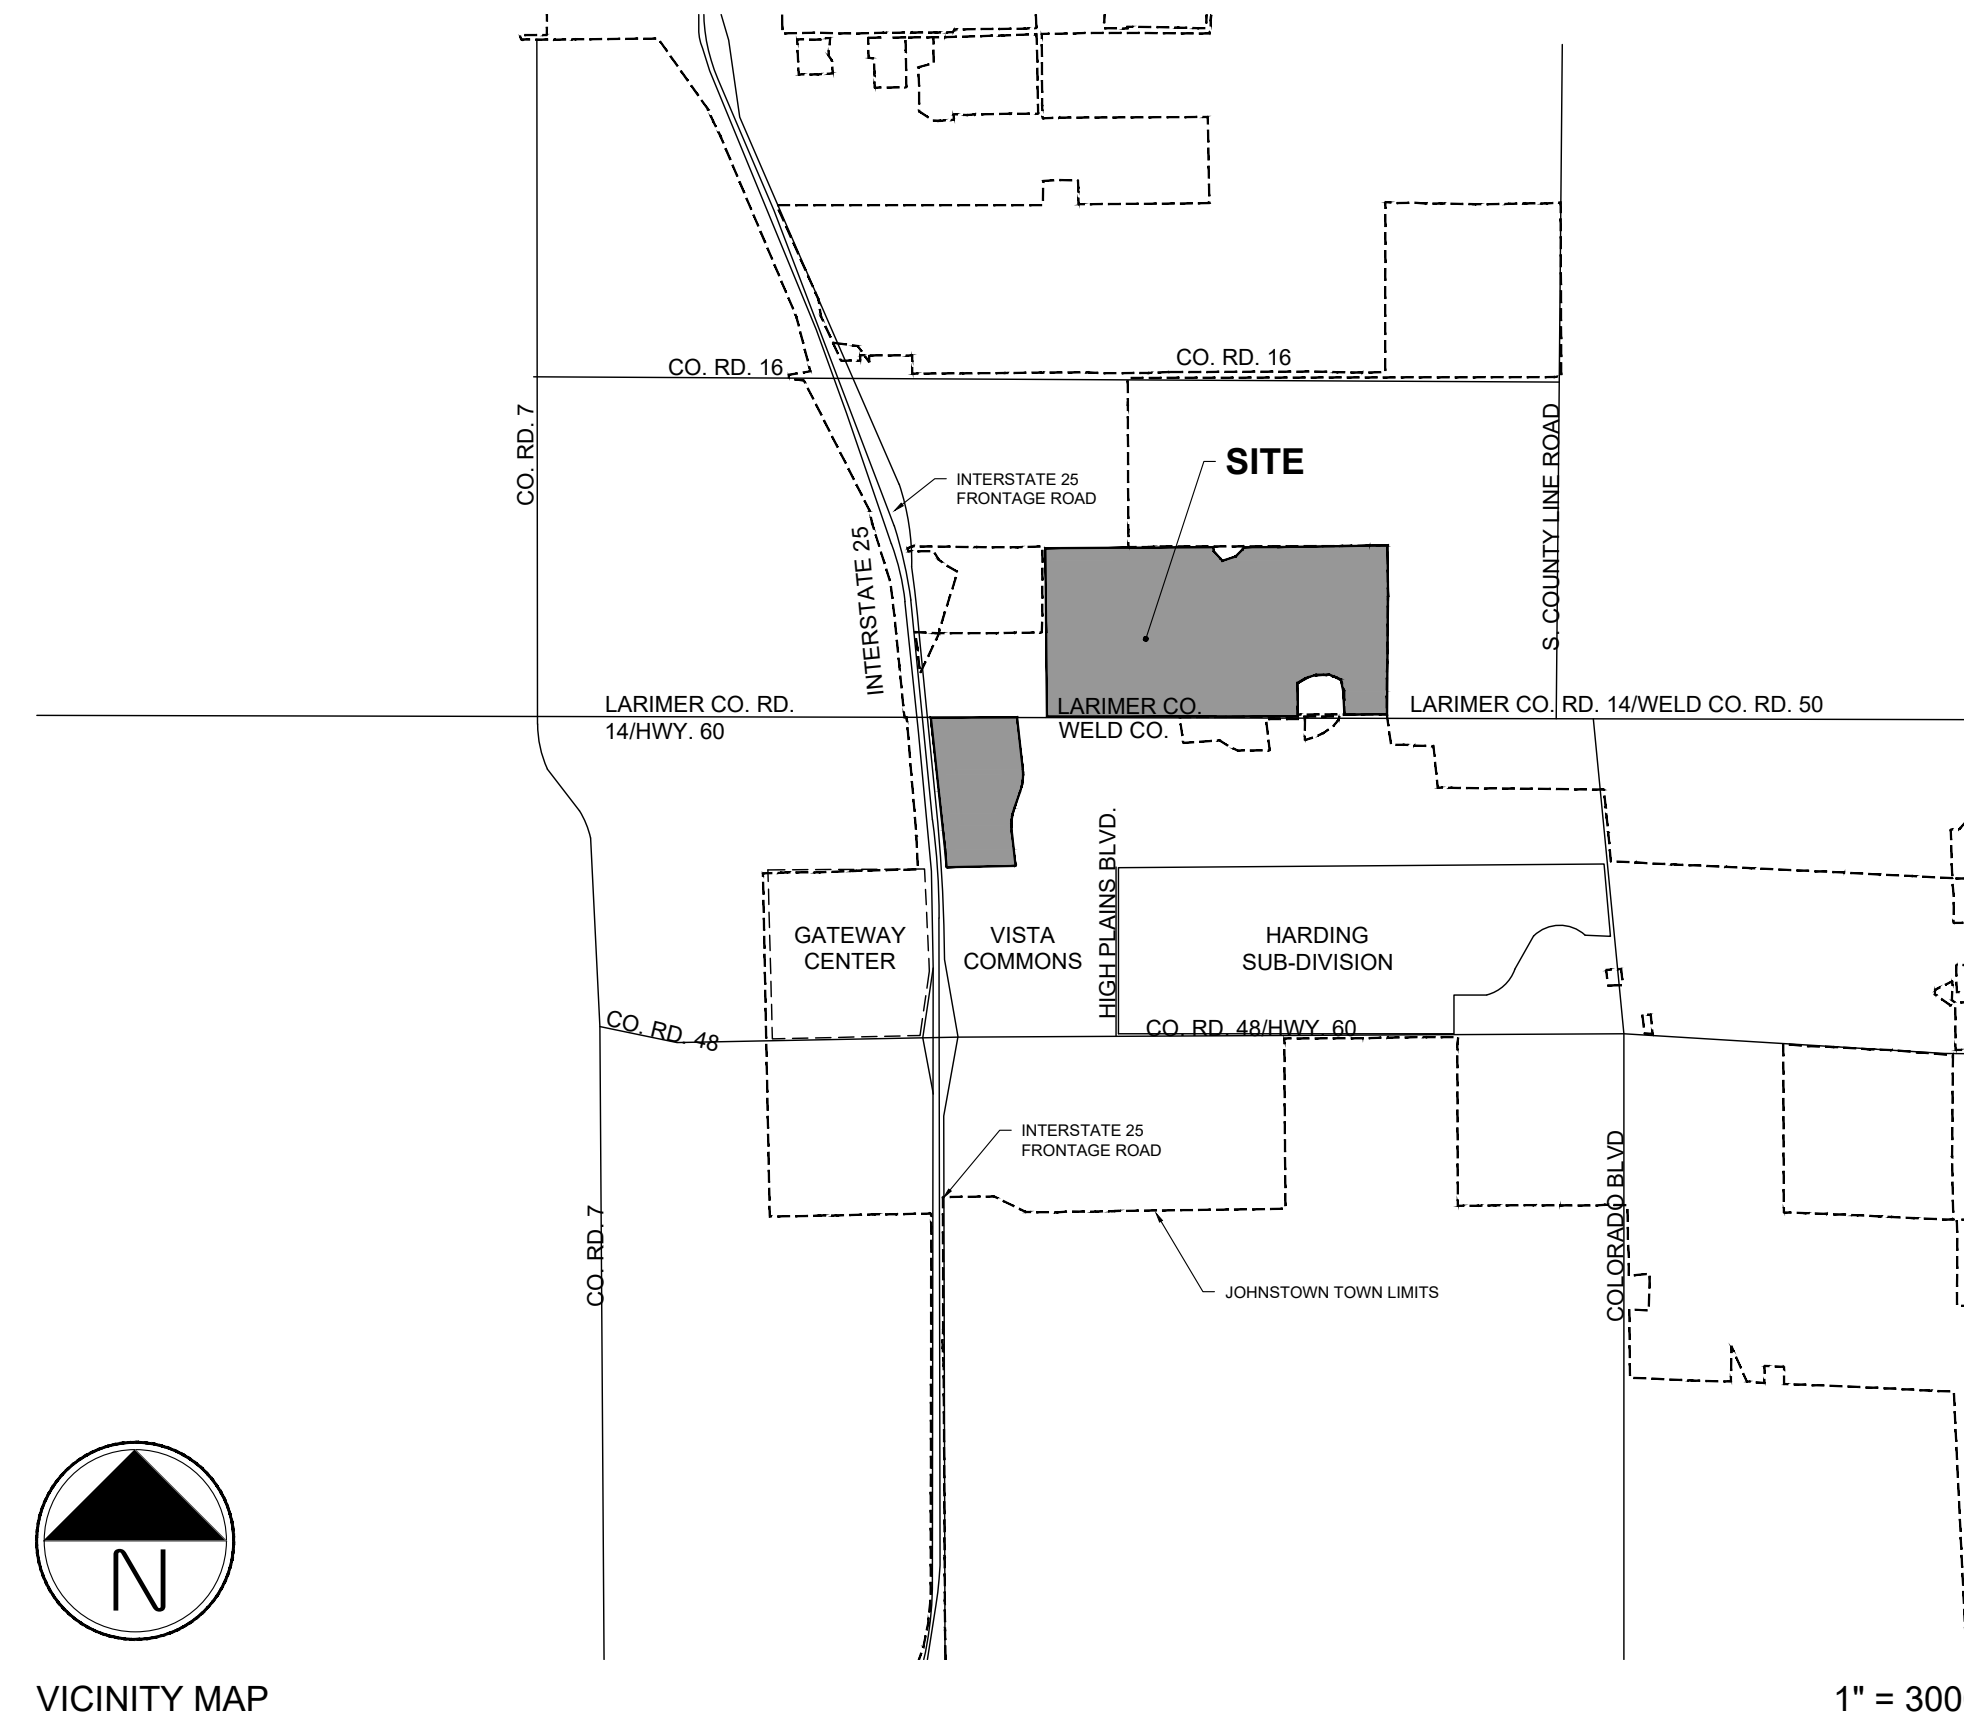 CO. RD. 16
CO. RD. 16
CO. RD. 7
SITE
S. COUNTY LINE ROAD
INTERSTATE 25
FRONTAGE ROAD
INTERSTATE 25
LARIMER CO. RD.
14/HWY. 60
LARIMER CO.
WELD CO.
LARIMER CO. RD. 14/WELD CO. RD. 50
HIGH PLAINS BLVD.
GATEWAY
CENTER
VISTA
COMMONS
HARDING
SUB-DIVISION
CO. RD. 48
CO. RD. 48/HWY. 60
INTERSTATE 25
FRONTAGE ROAD
COLORADO BLVD
CO. RD. 7
JOHNSTOWN TOWN LIMITS
N
VICINITY MAP
1" = 300